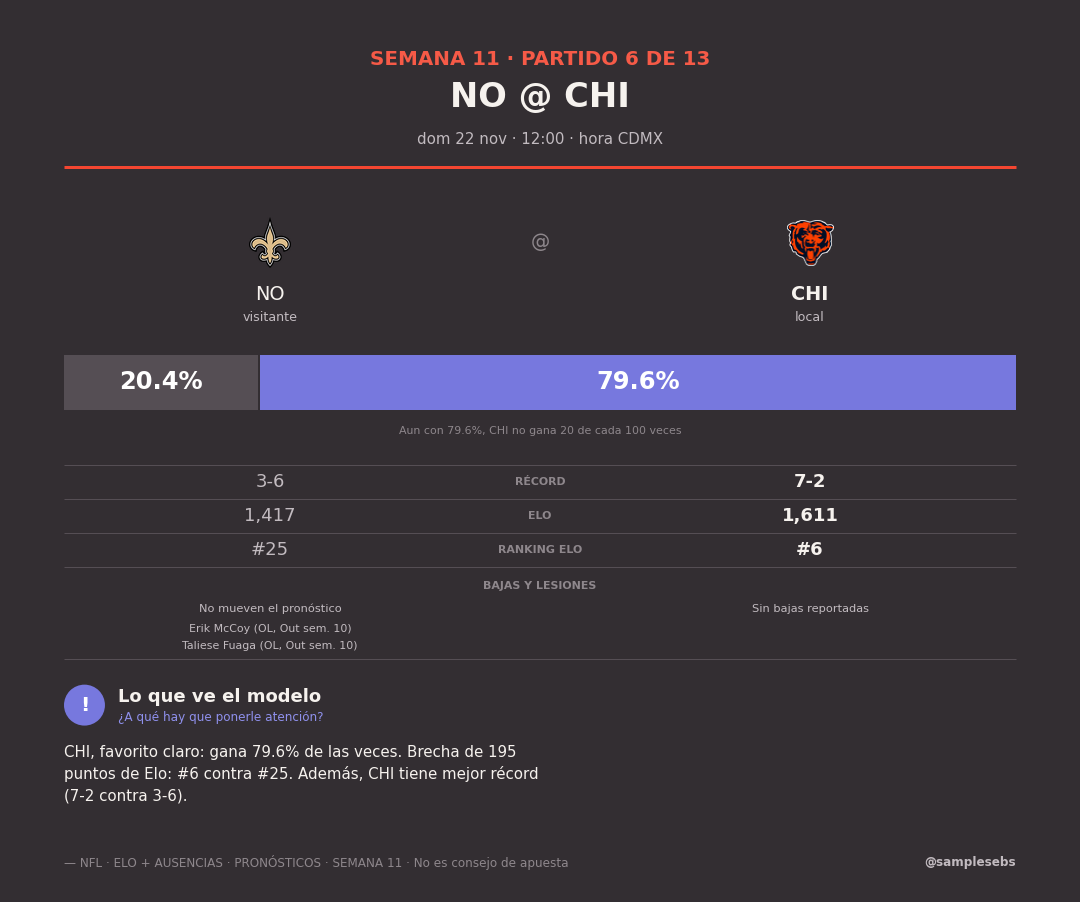 SEMANA 11 · PARTIDO 6 DE 13
NO @ CHI
dom 22 nov · 12:00 · hora CDMX
@
NO
CHI
visitante
local
20.4%
79.6%
Aun con 79.6%, CHI no gana 20 de cada 100 veces
3-6 RÉCORD 7-2
1,417 ELO 1,611
#25 RANKING ELO #6
BAJAS Y LESIONES
No mueven el pronóstico
Sin bajas reportadas
Erik McCoy (OL, Out sem. 10)
Taliese Fuaga (OL, Out sem. 10)
!
Lo que ve el modelo
¿A qué hay que ponerle atención?
CHI, favorito claro: gana 79.6% de las veces. Brecha de 195
puntos de Elo: #6 contra #25. Además, CHI tiene mejor récord
(7-2 contra 3-6).
— NFL · ELO + AUSENCIAS · PRONÓSTICOS · SEMANA 11 · No es consejo de apuesta
@samplesebs